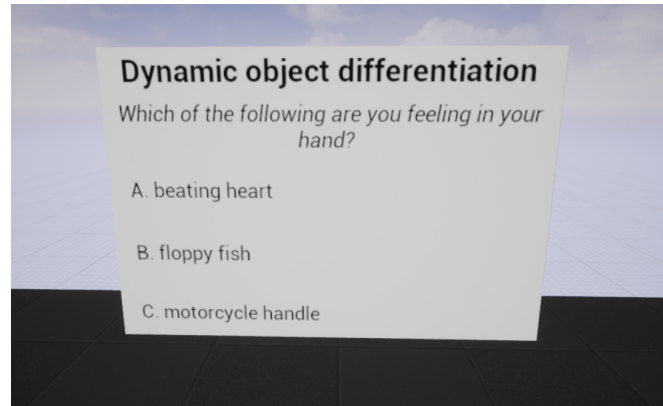 Dynamic object differentiation
Which of the following are you feeling in your
hand?
A. beating heart
B. floppy fish
C. motorcycle handle